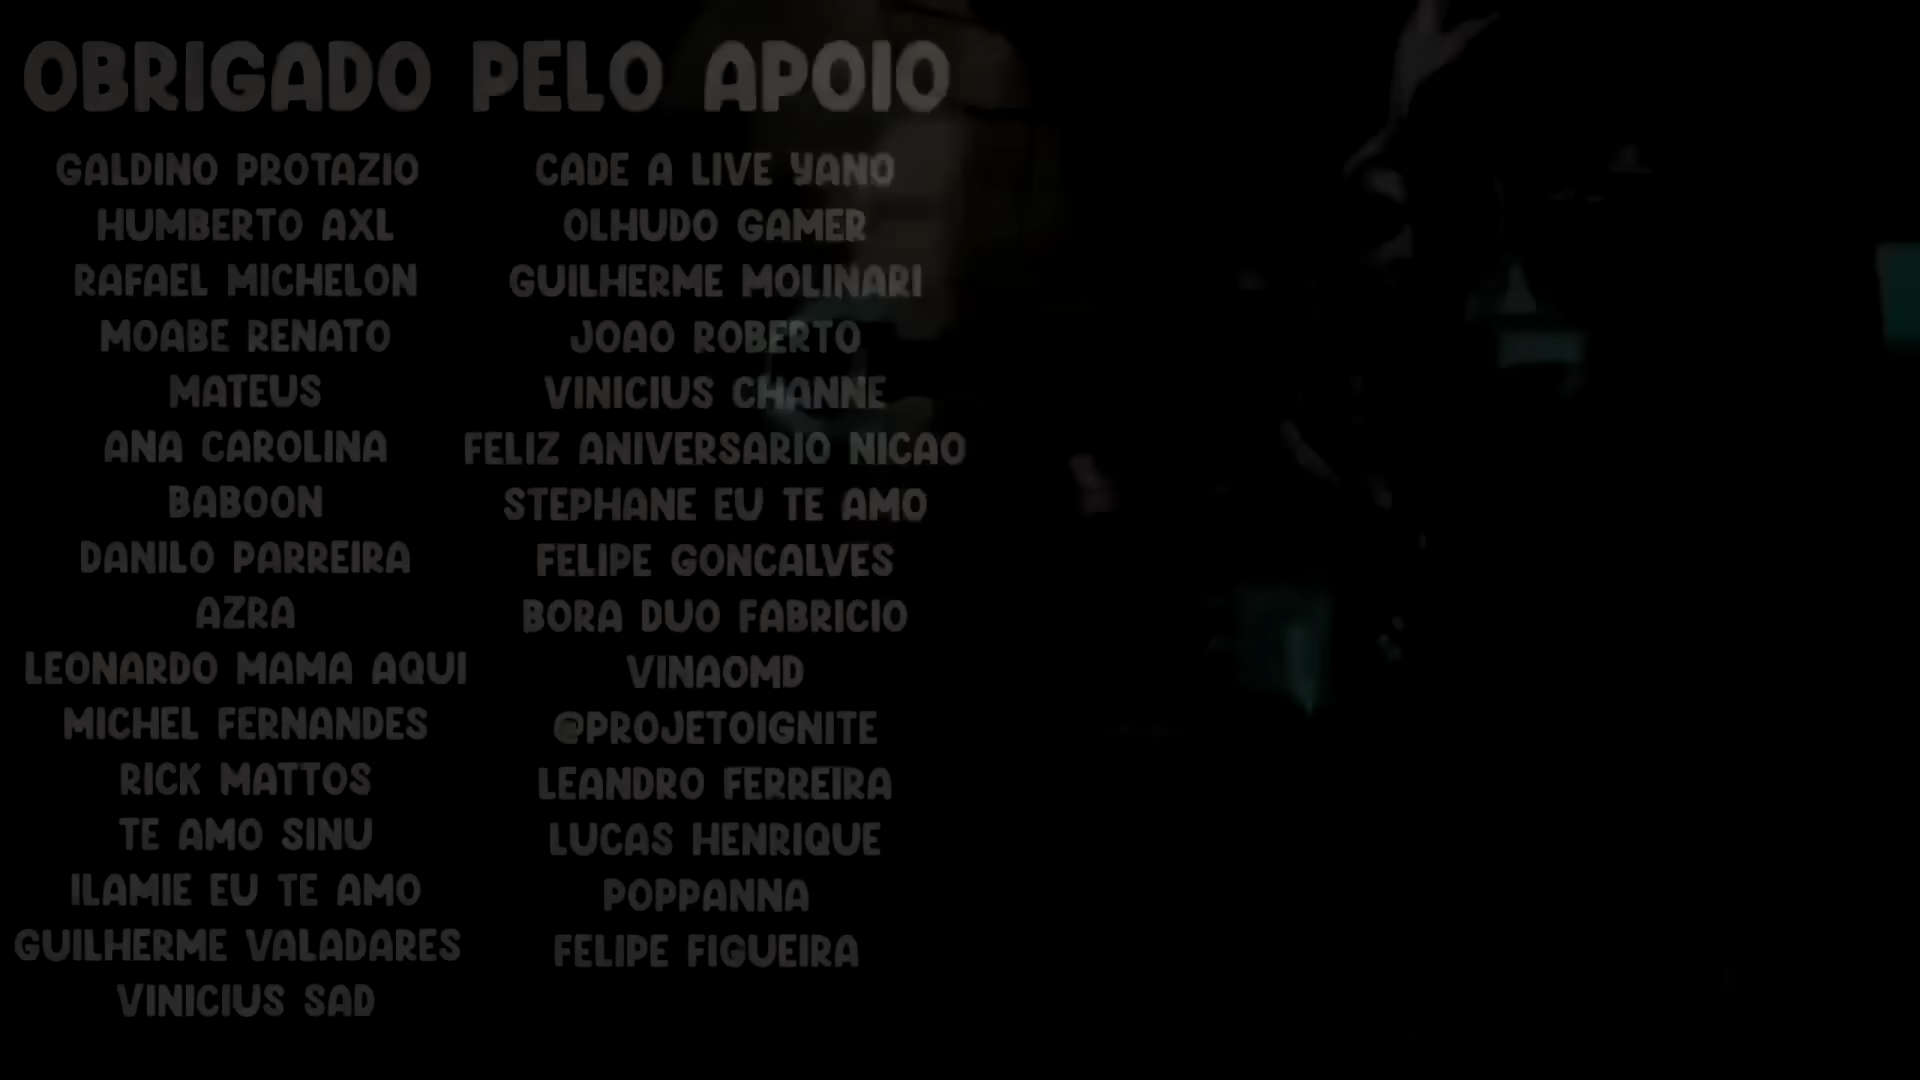 OBRIGADO PELO APOIO
GALDINO PROTAZIO
HUMBERTO AXL
RAFAEL MICHELON
MOABE RENATO
MATEUS
ANA CAROLINA
BABOON
DANILO PARREIRA
AZRA
LEONARDO MAMA AQUI
MICHEL FERNANDES
RICK MATTOS
TE AMO SINU
ILAMIE EU TE AMO
GUILHERME VALADARES
VINICIUS SAD
CADE A LIVE YANO
OLHUDO GAMER
GUILHERME MOLINARI
JOAO ROBERTO
VINICIUS CHANNE
FELIZ ANIVERSARIO NICAO
STEPHANE EU TE AMO
FELIPE GONCALVES
BORA DUO FABRICIO
VINAOMD
@PROJETOIGNITE
LEANDRO FERREIRA
LUCAS HENRIQUE
POPPANNA
FELIPE FIGUEIRA